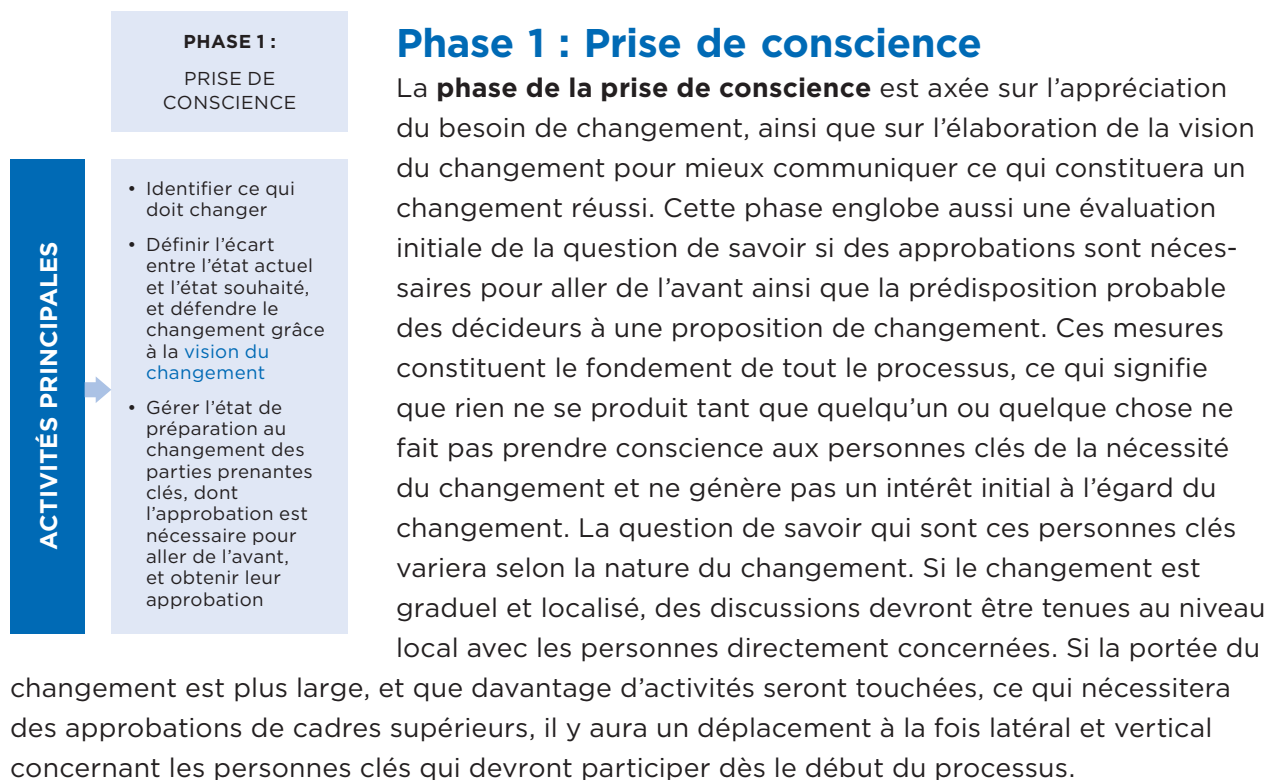 PHASE 1 :
PRISE DE
CONSCIENCE
ACTIVITÉS PRINCIPALES
• Identifier ce qui
doit changer
• Définir l’écart
entre l’état actuel
et l’état souhaité,
et défendre le
changement grâce
à la vision du
changement
• Gérer l’état de
préparation au
changement des
parties prenantes
clés, dont
l’approbation est
nécessaire pour
aller de l’avant,
et obtenir leur
approbation
Phase 1 : Prise de conscience
La phase de la prise de conscience est axée sur l’appréciation
du besoin de changement, ainsi que sur l’élaboration de la vision
du changement pour mieux communiquer ce qui constituera un
changement réussi. Cette phase englobe aussi une évaluation
initiale de la question de savoir si des approbations sont néces-
saires pour aller de l’avant ainsi que la prédisposition probable
des décideurs à une proposition de changement. Ces mesures
constituent le fondement de tout le processus, ce qui signifie
que rien ne se produit tant que quelqu’un ou quelque chose ne
fait pas prendre conscience aux personnes clés de la nécessité
du changement et ne génère pas un intérêt initial à l’égard du
changement. La question de savoir qui sont ces personnes clés
variera selon la nature du changement. Si le changement est
graduel et localisé, des discussions devront être tenues au niveau
local avec les personnes directement concernées. Si la portée du
changement est plus large, et que davantage d’activités seront touchées, ce qui nécessitera
des approbations de cadres supérieurs, il y aura un déplacement à la fois latéral et vertical
concernant les personnes clés qui devront participer dès le début du processus.